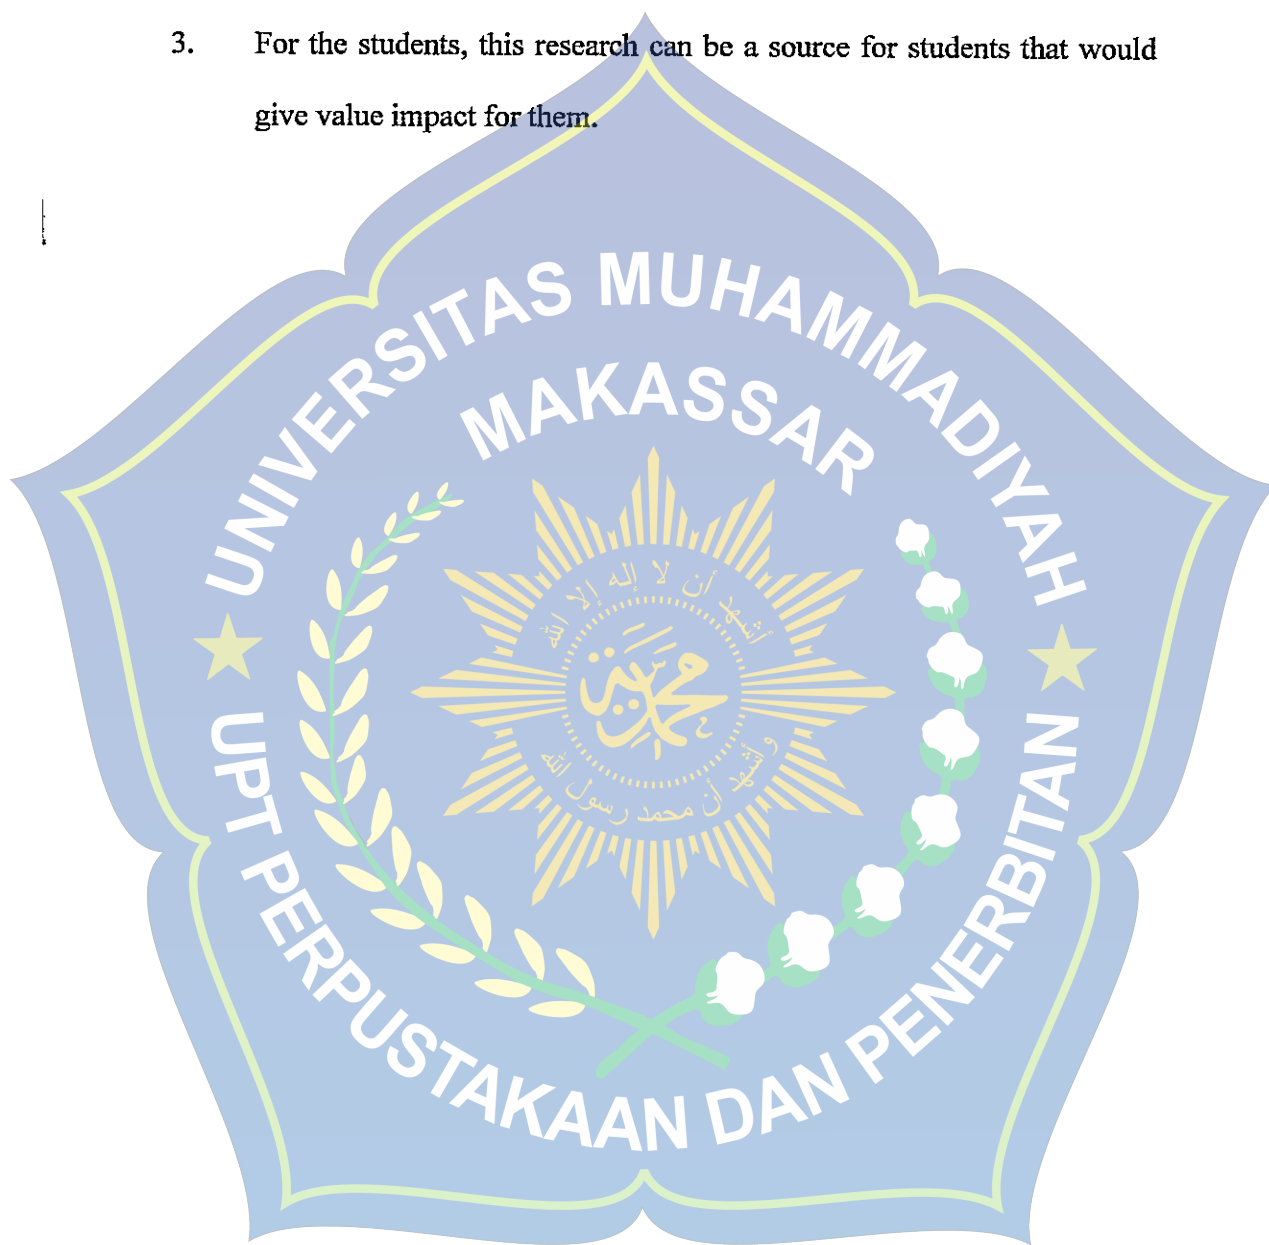 3. For the students, this research can be a source for students that would
give value impact for them.
UNIVERSITAS MUHAMMADIYAH
MAKASSAR
أشهد أن لا إله إلا الله
محمدية
وأشهد أن محمد رسول الله
UPT PERPUSTAKAAN DAN PENERBITAN